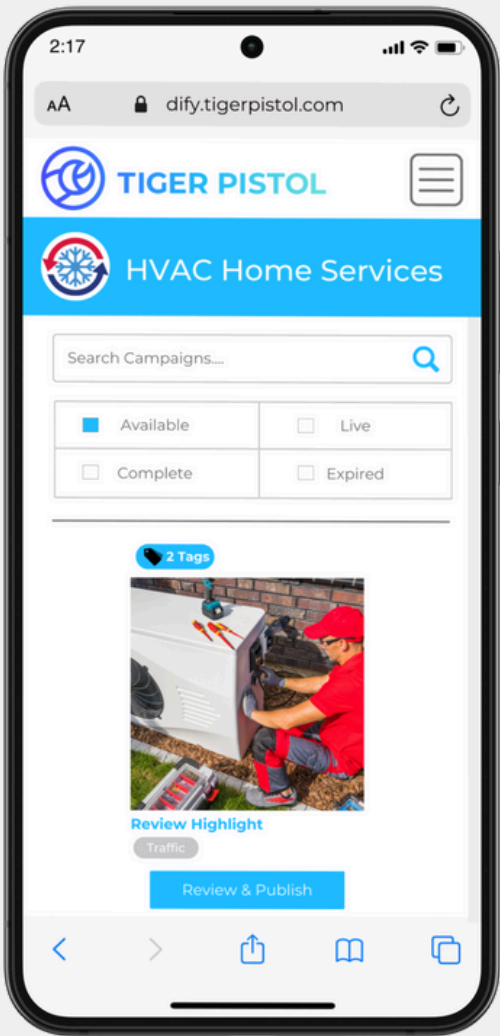 2:17
AA dify.tigerpistol.com
TIGER PISTOL
HVAC Home Services
Search Campaigns....
Available Live
Complete Expired
2 Tags
Review Highlight
Traffic
Review & Publish